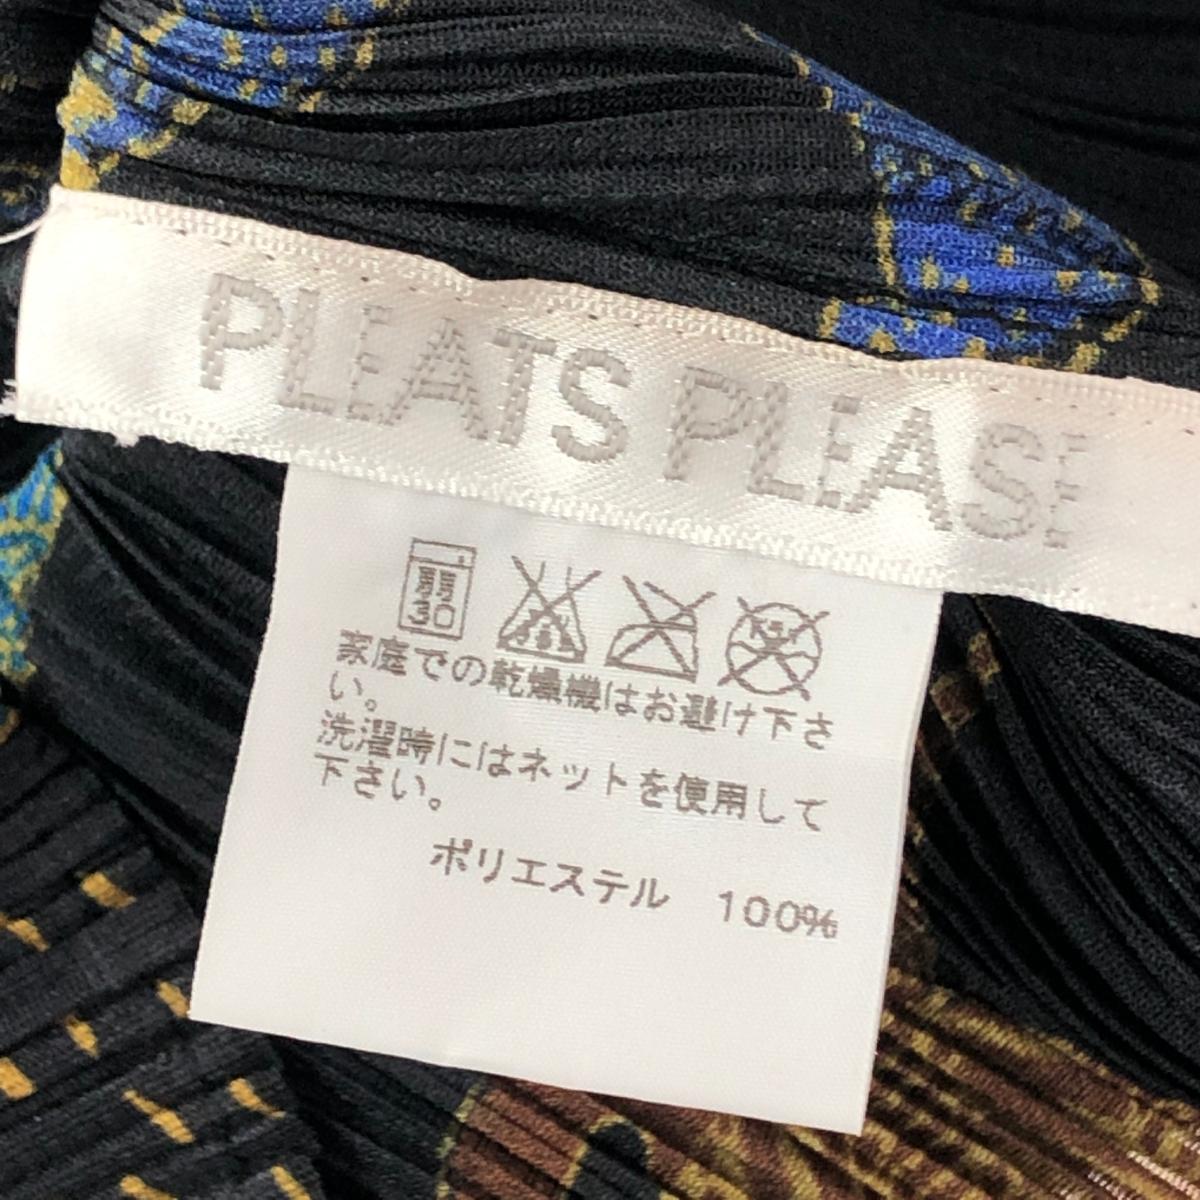 PLEATS PLEASE
弱
30
家庭での乾燥機はお避け下さ
い。
洗濯時にはネットを使用して
下さい。
ポリエステル 100%